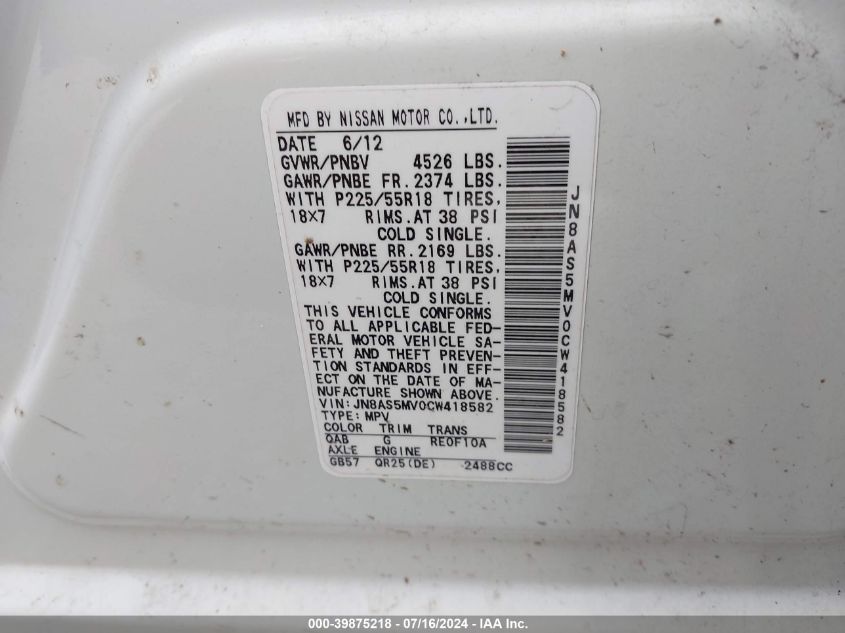 MFD BY NISSAN MOTOR CO.,LTD.
DATE 6/12
GVWR/PNBV 4526 LBS.
GAWR/PNBE FR. 2374 LBS.
WITH P225/55R18 TIRES,
18X7 RIMS. AT 38 PSI
COLD SINGLE.
GAWR/PNBE RR. 2169 LBS.
WITH P225/55R18 TIRES,
18X7 RIMS. AT 38 PSI
COLD SINGLE.
THIS VEHICLE CONFORMS
TO ALL APPLICABLE FED-
ERAL MOTOR VEHICLE SA-
FETY AND THEFT PREVEN-
TION STANDARDS IN EFF-
ECT ON THE DATE OF MA-
NUFACTURE SHOWN ABOVE.
VIN:JN8AS5MV0CW418582
TYPE: MPV
COLOR TRIM TRANS
QAB G RE0F10A
AXLE ENGINE
GB57 QR25(DE) 2488CC
JN8AS5MV0CW418582
000-39875218 - 07/16/2024 - IAA Inc.